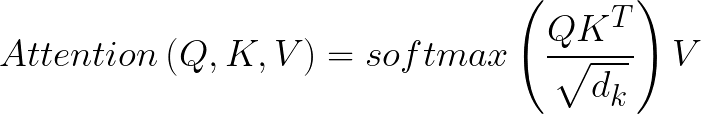 Attention (Q, K, V) = softmax (QK^T / √d_k) V